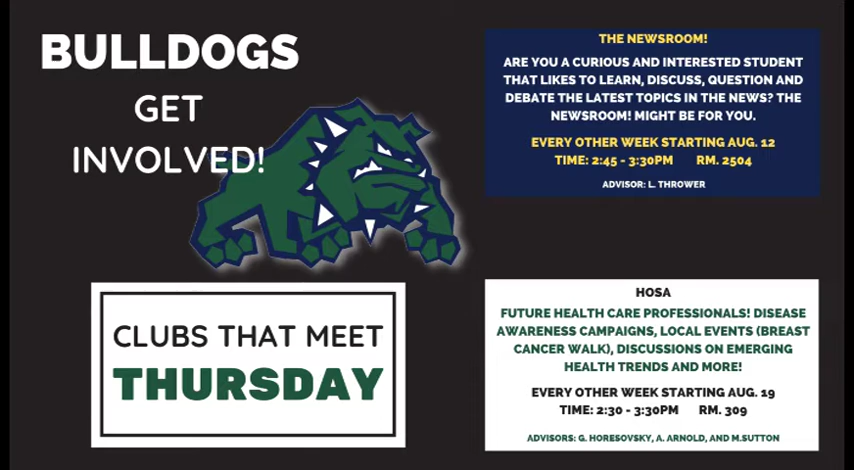 BULLDOGS
GET
INVOLVED!
CLUBS THAT MEET
THURSDAY
THE NEWSROOM!
ARE YOU A CURIOUS AND INTERESTED STUDENT
THAT LIKES TO LEARN, DISCUSS, QUESTION AND
DEBATE THE LATEST TOPICS IN THE NEWS? THE
NEWSROOM! MIGHT BE FOR YOU.
EVERY OTHER WEEK STARTING AUG. 12
TIME: 2:45 - 3:30PM RM. 2504
ADVISOR: L. THROWER
HOSA
FUTURE HEALTH CARE PROFESSIONALS! DISEASE
AWARENESS CAMPAIGNS, LOCAL EVENTS (BREAST
CANCER WALK), DISCUSSIONS ON EMERGING
HEALTH TRENDS AND MORE!
EVERY OTHER WEEK STARTING AUG. 19
TIME: 2:30 - 3:30PM RM. 309
ADVISORS: G. HORESOVSKY, A. ARNOLD, AND M.SUTTON